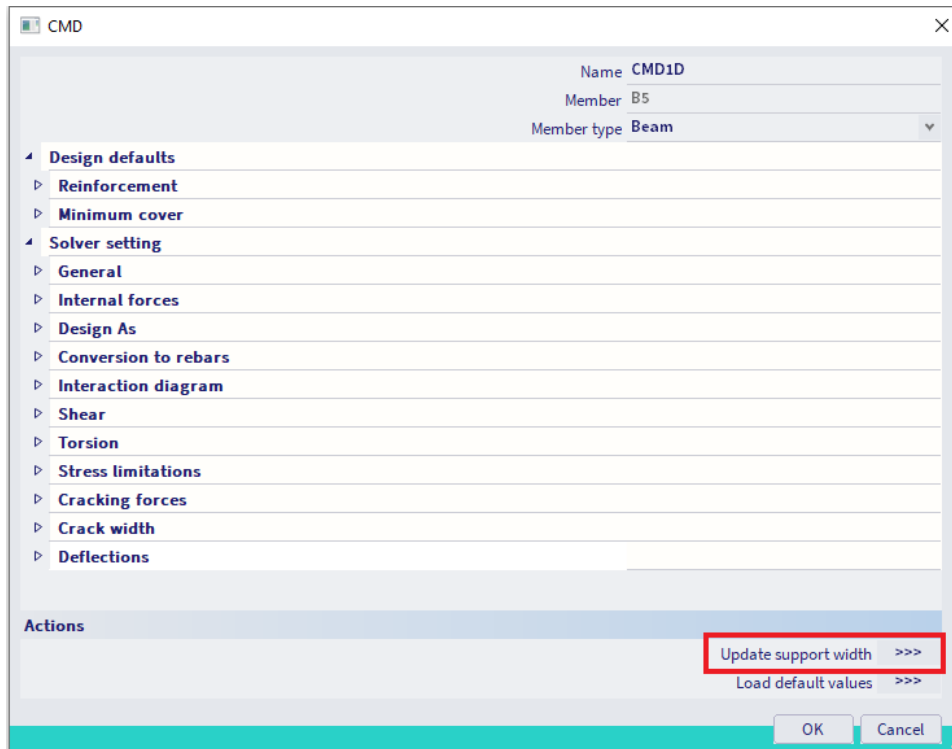 CMD
Name CMD1D
Member B5
Member type Beam
Design defaults
Reinforcement
Minimum cover
Solver setting
General
Internal forces
Design As
Conversion to rebars
Interaction diagram
Shear
Torsion
Stress limitations
Cracking forces
Crack width
Deflections
Actions
Update support width >>>
Load default values >>>
OK Cancel